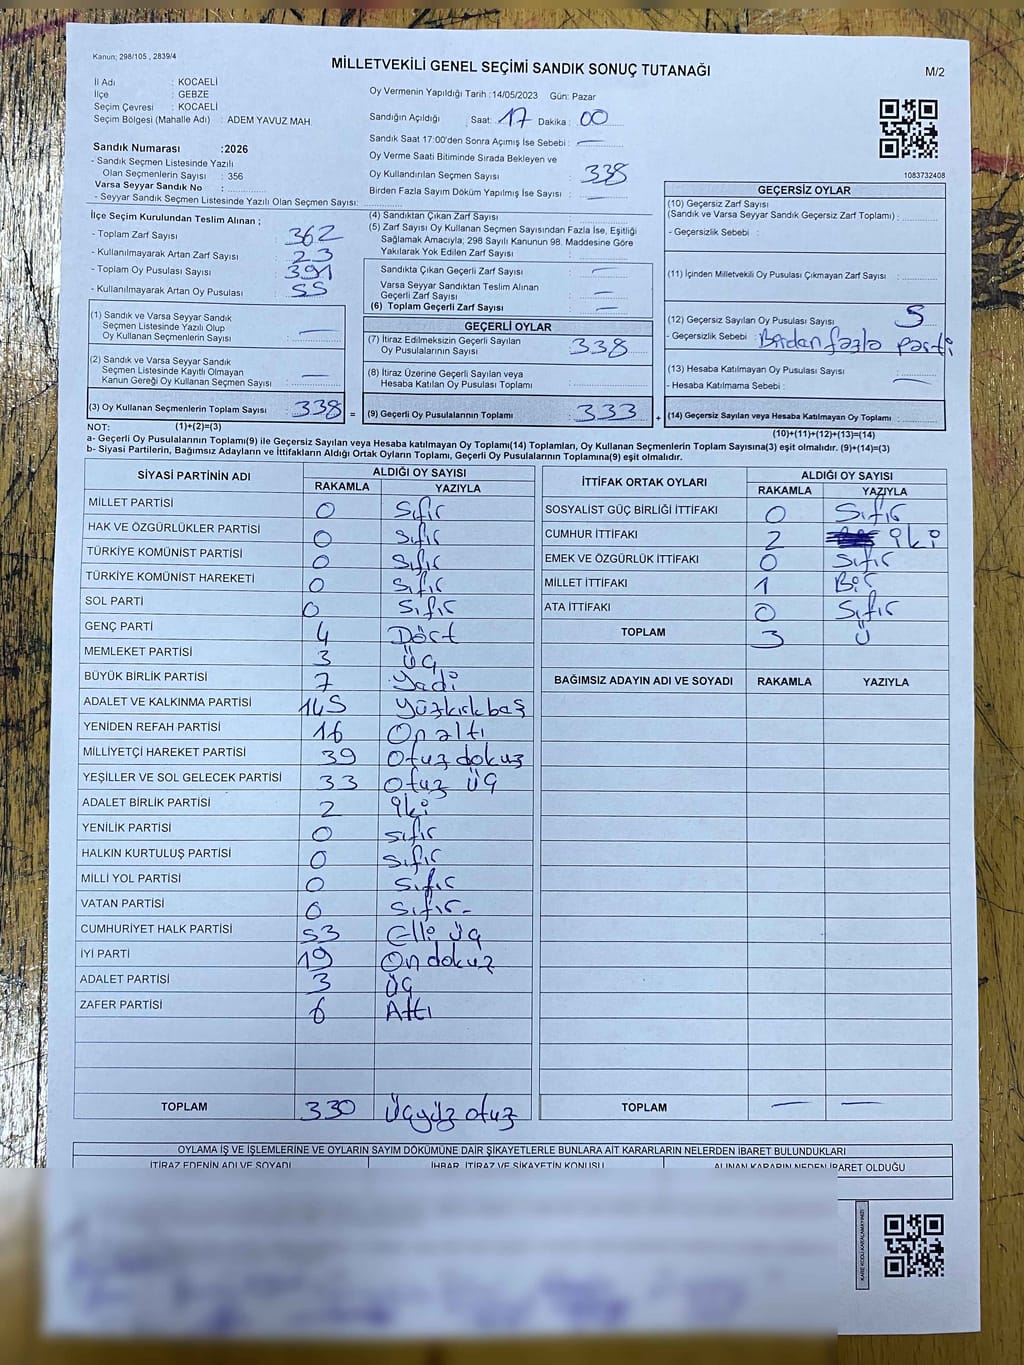 Kanun; 298/105 , 2839/4
MİLLETVEKİLİ GENEL SEÇİMİ SANDIK SONUÇ TUTANAĞI
M/2
İl Adı : KOCAELİ
İlçe : GEBZE
Seçim Çevresi : KOCAELİ
Seçim Bölgesi (Mahalle Adı) : ADEM YAVUZ MAH.
Sandık Numarası :2026
- Sandık Seçmen Listesinde Yazılı
Olan Seçmenlerin Sayısı : 356
Varsa Seyyar Sandık No :
- Seyyar Sandık Seçmen Listesinde Yazılı Olan Seçmen Sayısı:
Oy Vermenin Yapıldığı Tarih :14/05/2023 Gün: Pazar
Sandığın Açıldığı Saat: 17 Dakika : 00
Sandık Saat 17:00'den Sonra Açımış İse Sebebi : —
Oy Verme Saati Bitiminde Sırada Bekleyen ve
Oy Kullandırılan Seçmen Sayısı : 338
Birden Fazla Sayım Döküm Yapılmış İse Sayısı :
1083732408
İlçe Seçim Kurulundan Teslim Alınan ;
- Toplam Zarf Sayısı : 362
- Kullanılmayarak Artan Zarf Sayısı : 23
- Toplam Oy Pusulası Sayısı : 391
- Kullanılmayarak Artan Oy Pusulası : 55
(1) Sandık ve Varsa Seyyar Sandık
Seçmen Listesinde Yazılı Olup
Oy Kullanan Seçmenlerin Sayısı : —
(2) Sandık ve Varsa Seyyar Sandık
Seçmen Listesinde Kayıtlı Olmayan
Kanun Gereği Oy Kullanan Seçmen Sayısı : —
(3) Oy Kullanan Seçmenlerin Toplam Sayısı : 338 =
(1)+(2)=(3)
(4) Sandıktan Çıkan Zarf Sayısı :
(5) Zarf Sayısı Oy Kullanan Seçmen Sayısından Fazla İse, Eşitliği
Sağlamak Amacıyla; 298 Sayılı Kanunun 98. Maddesine Göre
Yakılarak Yok Edilen Zarf Sayısı :
Sandıkta Çıkan Geçerli Zarf Sayısı : —
Varsa Seyyar Sandıktan Teslim Alınan
Geçerli Zarf Sayısı : —
(6) Toplam Geçerli Zarf Sayısı : —
GEÇERLİ OYLAR
(7) İtiraz Edilmeksizin Geçerli Sayılan
Oy Pusulalarının Sayısı : 338
(8) İtiraz Üzerine Geçerli Sayılan veya
Hesaba Katılan Oy Pusulası Toplamı :
(9) Geçerli Oy Pusulalarının Toplamı : 333 +
GEÇERSİZ OYLAR
(10) Geçersiz Zarf Sayısı
(Sandık ve Varsa Seyyar Sandık Geçersiz Zarf Toplamı) :
- Geçersizlik Sebebi :
(11) İçinden Milletvekili Oy Pusulası Çıkmayan Zarf Sayısı :
(12) Geçersiz Sayılan Oy Pusulası Sayısı : 5
- Geçersizlik Sebebi : Birdan fazla parti
(13) Hesaba Katılmayan Oy Pusulası Sayısı : —
- Hesaba Katılmama Sebebi :
(14) Geçersiz Sayılan veya Hesaba Katılmayan Oy Toplamı :
(10)+(11)+(12)+(13)=(14)
NOT:
a- Geçerli Oy Pusulalarının Toplamı(9) ile Geçersiz Sayılan veya Hesaba katılmayan Oy Toplamı(14) Toplamları, Oy Kullanan Seçmenlerin Toplam Sayısına(3) eşit olmalıdır. (9)+(14)=(3)
b- Siyasi Partilerin, Bağımsız Adayların ve İttifakların Aldığı Ortak Oyların Toplamı, Geçerli Oy Pusulalarının Toplamına(9) eşit olmalıdır.
SİYASİ PARTİNİN ADI ALDIĞI OY SAYISI
RAKAMLA YAZIYLA
MİLLET PARTİSİ 0 Sıfır
HAK VE ÖZGÜRLÜKLER PARTİSİ 0 Sıfır
TÜRKİYE KOMÜNİST PARTİSİ 0 Sıfır
TÜRKİYE KOMÜNİST HAREKETİ 0 Sıfır
SOL PARTİ 0 Sıfır
GENÇ PARTİ 4 Dört
MEMLEKET PARTİSİ 3 Üç
BÜYÜK BİRLİK PARTİSİ 7 Yedi
ADALET VE KALKINMA PARTİSİ 145 Yüzkırkbeş
YENİDEN REFAH PARTİSİ 16 On altı
MİLLİYETÇİ HAREKET PARTİSİ 39 Otuz dokuz
YEŞİLLER VE SOL GELECEK PARTİSİ 33 Otuz üç
ADALET BİRLİK PARTİSİ 2 iki
YENİLİK PARTİSİ 0 sıfır
HALKIN KURTULUŞ PARTİSİ 0 sıfır
MİLLİ YOL PARTİSİ 0 sıfır
VATAN PARTİSİ 0 sıfır-
CUMHURİYET HALK PARTİSİ 53 Elli üç
İYİ PARTİ 19 On dokuz
ADALET PARTİSİ 3 üç
ZAFER PARTİSİ 6 Altı
TOPLAM 330 Üçyüz otuz
İTTİFAK ORTAK OYLARI ALDIĞI OY SAYISI
RAKAMLA YAZIYLA
SOSYALİST GÜÇ BİRLİĞİ İTTİFAKI 0 Sıfır
CUMHUR İTTİFAKI 2 iki
EMEK VE ÖZGÜRLÜK İTTİFAKI 0 Sıfır
MİLLET İTTİFAKI 1 Bir
ATA İTTİFAKI 0 Sıfır
TOPLAM 3 Ü
BAĞIMSIZ ADAYIN ADI VE SOYADI RAKAMLA YAZIYLA
TOPLAM — —
OYLAMA İŞ VE İŞLEMLERİNE VE OYLARIN SAYIM DÖKÜMÜNE DAİR ŞİKAYETLERLE BUNLARA AİT KARARLARIN NELERDEN İBARET BULUNDUKLARI
İTİRAZ EDENİN ADI VE SOYADI İHBAR, İTİRAZ VE ŞİKAYETİN KONUSU ALINAN KARARIN NEDEN İBARET OLDUĞU